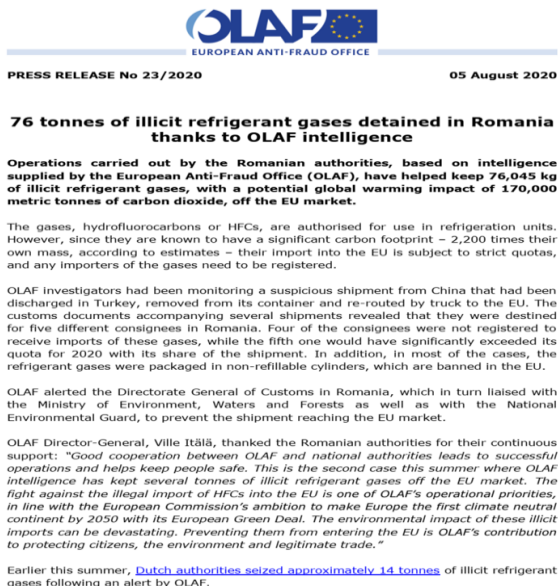 OLAF
EUROPEAN ANTI-FRAUD OFFICE
PRESS RELEASE No 23/2020 05 August 2020
76 tonnes of illicit refrigerant gases detained in Romania
thanks to OLAF intelligence
Operations carried out by the Romanian authorities, based on intelligence
supplied by the European Anti-Fraud Office (OLAF), have helped keep 76,045 kg
of illicit refrigerant gases, with a potential global warming impact of 170,000
metric tonnes of carbon dioxide, off the EU market.
The gases, hydrofluorocarbons or HFCs, are authorised for use in refrigeration units.
However, since they are known to have a significant carbon footprint – 2,200 times their
own mass, according to estimates – their import into the EU is subject to strict quotas,
and any importers of the gases need to be registered.
OLAF investigators had been monitoring a suspicious shipment from China that had been
discharged in Turkey, removed from its container and re-routed by truck to the EU. The
customs documents accompanying several shipments revealed that they were destined
for five different consignees in Romania. Four of the consignees were not registered to
receive imports of these gases, while the fifth one would have significantly exceeded its
quota for 2020 with its share of the shipment. In addition, in most of the cases, the
refrigerant gases were packaged in non-refillable cylinders, which are banned in the EU.
OLAF alerted the Directorate General of Customs in Romania, which in turn liaised with
the Ministry of Environment, Waters and Forests as well as with the National
Environmental Guard, to prevent the shipment reaching the EU market.
OLAF Director-General, Ville Itälä, thanked the Romanian authorities for their continuous
support: “Good cooperation between OLAF and national authorities leads to successful
operations and helps keep people safe. This is the second case this summer where OLAF
intelligence has kept several tonnes of illicit refrigerant gases off the EU market. The
fight against the illegal import of HFCs into the EU is one of OLAF’s operational priorities,
in line with the European Commission’s ambition to make Europe the first climate neutral
continent by 2050 with its European Green Deal. The environmental impact of these illicit
imports can be devastating. Preventing them from entering the EU is OLAF’s contribution
to protecting citizens, the environment and legitimate trade.”
Earlier this summer, Dutch authorities seized approximately 14 tonnes of illicit refrigerant
gases following an alert by OLAF.